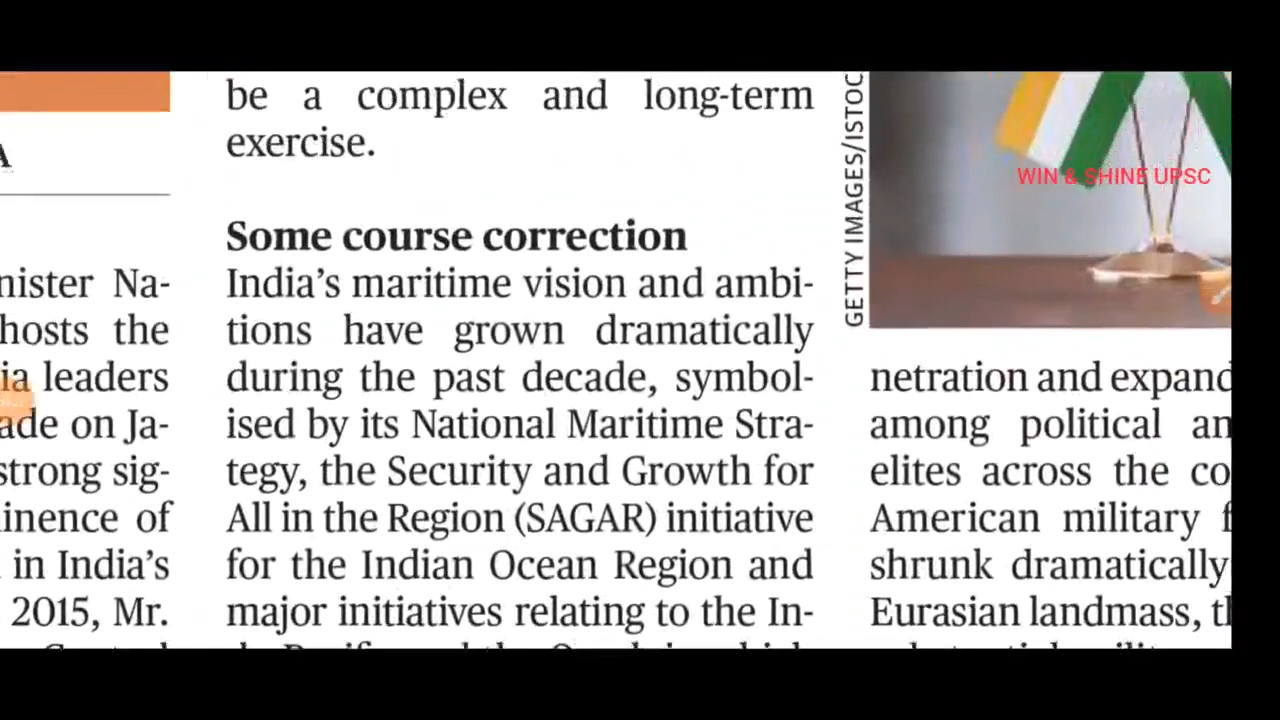 A
nister Na-
hosts the
ia leaders
ade on Ja-
strong sig-
inence of
in India's
2015, Mr.
be a complex and long-term
exercise.
Some course correction
India's maritime vision and ambi-
tions have grown dramatically
during the past decade, symbol-
ised by its National Maritime Stra-
tegy, the Security and Growth for
All in the Region (SAGAR) initiative
for the Indian Ocean Region and
major initiatives relating to the In-
GETTY IMAGES/ISTOC
WIN & SHINE UPSC
netration and expand
among political an
elites across the co
American military f
shrunk dramatically
Eurasian landmass, th